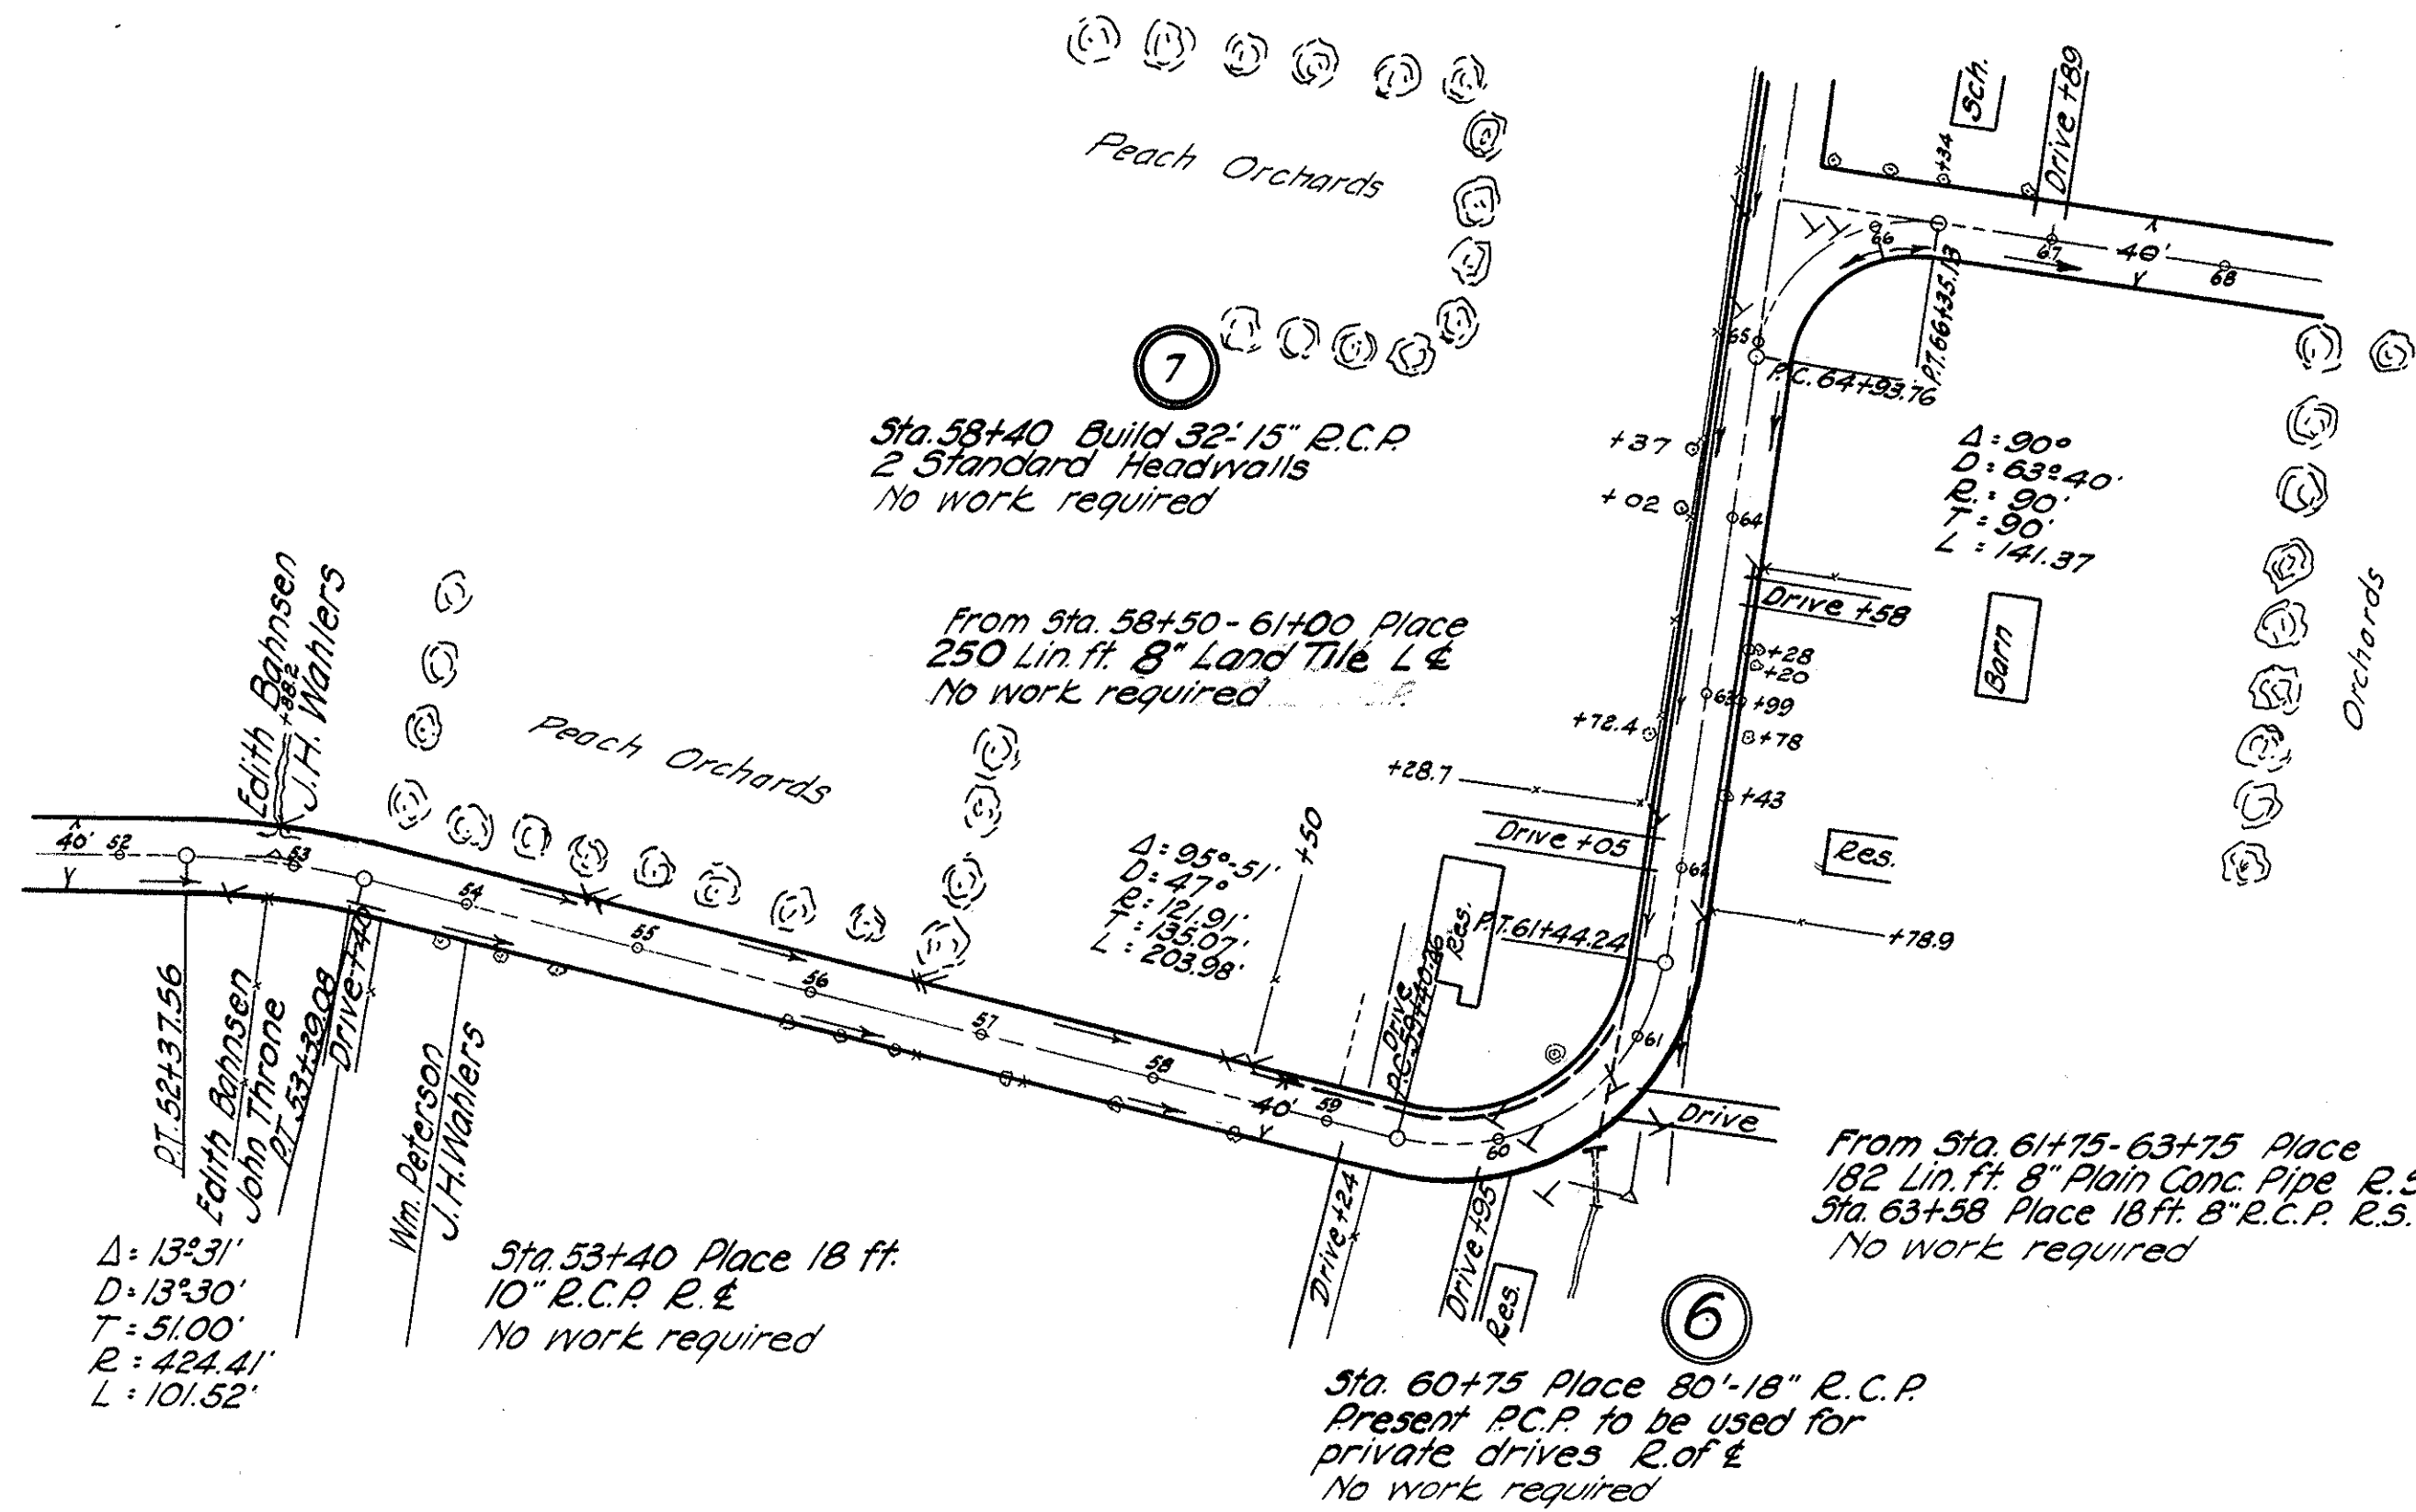 Peach Orchards
Sch.
Drive +89
+34
66
67
40'
68
P.T. 66+35.13
65
P.C. 64+93.76
7
Sta. 58+40 Build 32'-15" R.C.P.
2 Standard Headwalls
No work required
+37
+02
64
Δ = 90°
D = 63°-40'
R. = 90'
T = 90'
L = 141.37
From Sta. 58+50 - 61+00 Place
250 Lin. ft. 8" Land Tile L ℄
No work required
Drive +58
Barn
Orchards
+28
+20
63
+99
+72.4
+78
+28.7
+43
Edith Bahnsen
+88.2
J.H. Wahlers
Peach Orchards
40'
52
53
54
55
56
57
58
59
60
61
62
Δ = 95°-51'
D = 47°
R = 121.91'
T = 135.07'
L = 203.98'
+50
Drive +05
Res.
Res.
P.T. 61+44.24
+78.9
Drive
P.C. 59+40.26
40'
Drive
P.T. 52+37.56
Edith Bahnsen
John Throne
P.T. 53+39.08
Drive +40
Wm. Peterson
J.H. Wahlers
Drive +24
Drive +95
Res.
From Sta. 61+75 - 63+75 Place
182 Lin. ft. 8" Plain Conc. Pipe R.S
Sta. 63+58 Place 18 ft. 8" R.C.P. R.S.
No work required
Δ = 13°-31'
D = 13°-30'
T = 51.00'
R = 424.41'
L = 101.52'
Sta. 53+40 Place 18 ft.
10" R.C.P. R. ℄
No work required
6
Sta. 60+75 Place 80'-18" R.C.P.
Present P.C.P. to be used for
private drives R. of ℄
No work required